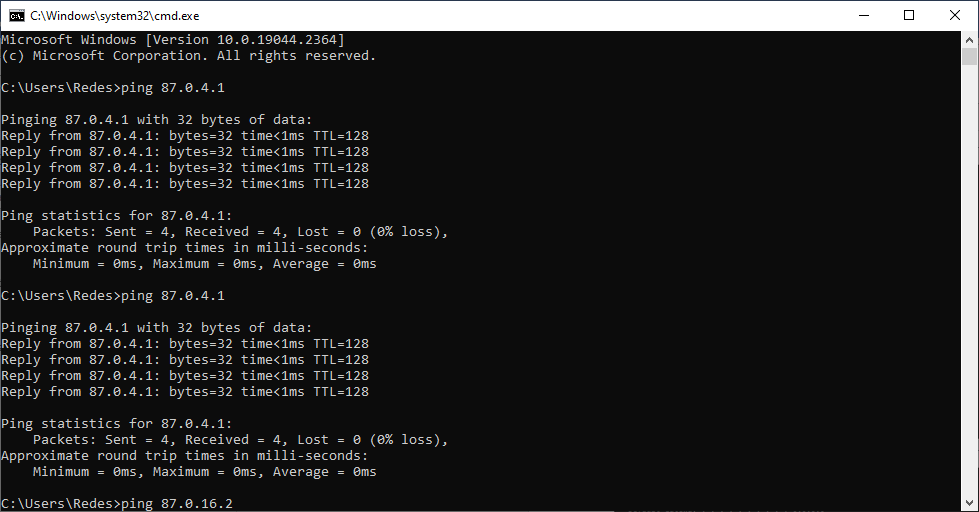 C:\Windows\system32\cmd.exe
Microsoft Windows [Version 10.0.19044.2364]
(c) Microsoft Corporation. All rights reserved.
C:\Users\Redes>ping 87.0.4.1
Pinging 87.0.4.1 with 32 bytes of data:
Reply from 87.0.4.1: bytes=32 time<1ms TTL=128
Reply from 87.0.4.1: bytes=32 time<1ms TTL=128
Reply from 87.0.4.1: bytes=32 time<1ms TTL=128
Reply from 87.0.4.1: bytes=32 time<1ms TTL=128
Ping statistics for 87.0.4.1:
    Packets: Sent = 4, Received = 4, Lost = 0 (0% loss),
Approximate round trip times in milli-seconds:
    Minimum = 0ms, Maximum = 0ms, Average = 0ms
C:\Users\Redes>ping 87.0.4.1
Pinging 87.0.4.1 with 32 bytes of data:
Reply from 87.0.4.1: bytes=32 time<1ms TTL=128
Reply from 87.0.4.1: bytes=32 time<1ms TTL=128
Reply from 87.0.4.1: bytes=32 time<1ms TTL=128
Reply from 87.0.4.1: bytes=32 time<1ms TTL=128
Ping statistics for 87.0.4.1:
    Packets: Sent = 4, Received = 4, Lost = 0 (0% loss),
Approximate round trip times in milli-seconds:
    Minimum = 0ms, Maximum = 0ms, Average = 0ms
C:\Users\Redes>ping 87.0.16.2